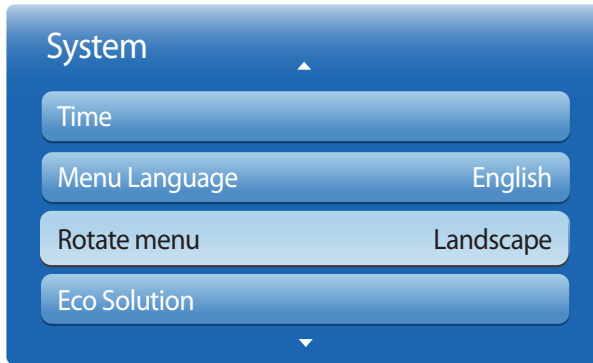 System
Time
Menu Language English
Rotate menu Landscape
Eco Solution